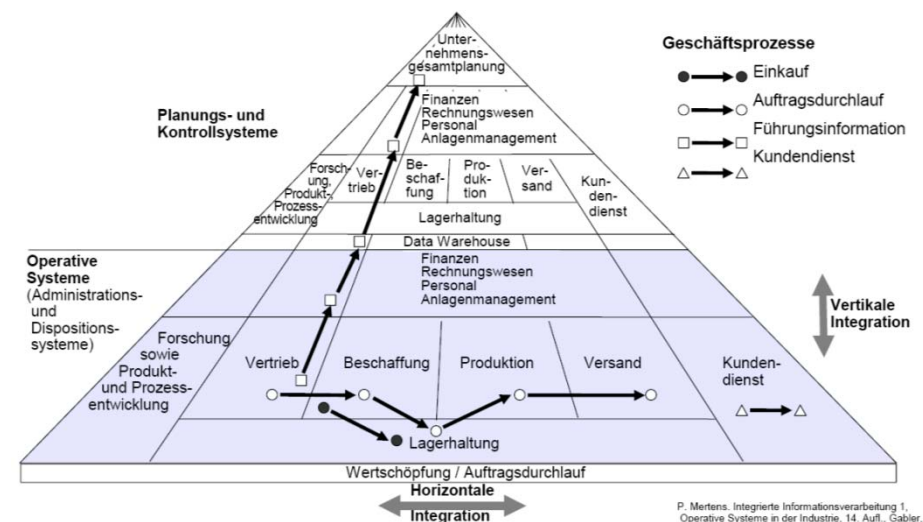 Unter-
nehmens-
gesamtplanung
Geschäftsprozesse
Einkauf
Auftragsdurchlauf
Führungsinformation
Kundendienst
Planungs- und
Kontrollsysteme
Finanzen
Rechnungswesen
Personal
Anlagenmanagement
Forsch-
ung,
Produkt-,
Prozess-
entwicklung
Ver-
trieb
Be-
schaf-
fung
Pro-
duk-
tion
Ver-
sand
Kun-
den-
dienst
Lagerhaltung
Data Warehouse
Operative
Systeme
(Administrations-
und
Dispositions-
systeme)
Finanzen
Rechnungswesen
Personal
Anlagenmanagement
Vertikale
Integration
Forschung
sowie
Produkt-
und Prozess-
entwicklung
Vertrieb
Beschaffung
Produktion
Versand
Kunden-
dienst
Lagerhaltung
Wertschöpfung / Auftragsdurchlauf
Horizontale
Integration
P. Mertens. Integrierte Informationsverarbeitung 1,
Operative Systeme in der Industrie, 14. Aufl., Gabler,